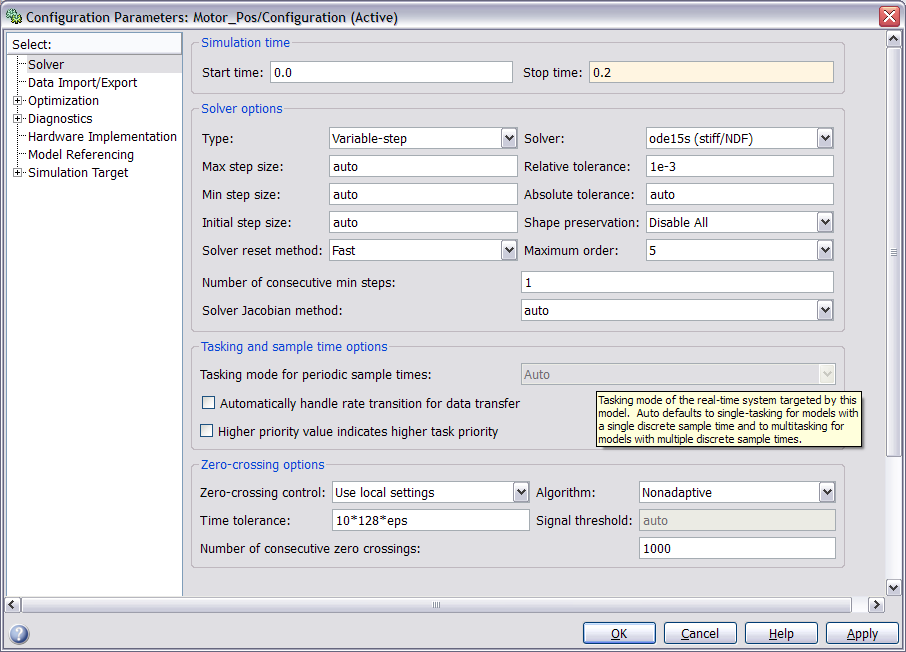 Configuration Parameters: Motor_Pos/Configuration (Active)
Select:
Solver
Data Import/Export
Optimization
Diagnostics
Hardware Implementation
Model Referencing
Simulation Target
Simulation time
Start time: 0.0 Stop time: 0.2
Solver options
Type: Variable-step Solver: ode15s (stiff/NDF)
Max step size: auto Relative tolerance: 1e-3
Min step size: auto Absolute tolerance: auto
Initial step size: auto Shape preservation: Disable All
Solver reset method: Fast Maximum order: 5
Number of consecutive min steps: 1
Solver Jacobian method: auto
Tasking and sample time options
Tasking mode for periodic sample times: Auto
Automatically handle rate transition for data transfer
Higher priority value indicates higher task priority
Tasking mode of the real-time system targeted by this
model. Auto defaults to single-tasking for models with
a single discrete sample time and to multitasking for
models with multiple discrete sample times.
Zero-crossing options
Zero-crossing control: Use local settings Algorithm: Nonadaptive
Time tolerance: 10*128*eps Signal threshold: auto
Number of consecutive zero crossings: 1000
? OK Cancel Help Apply